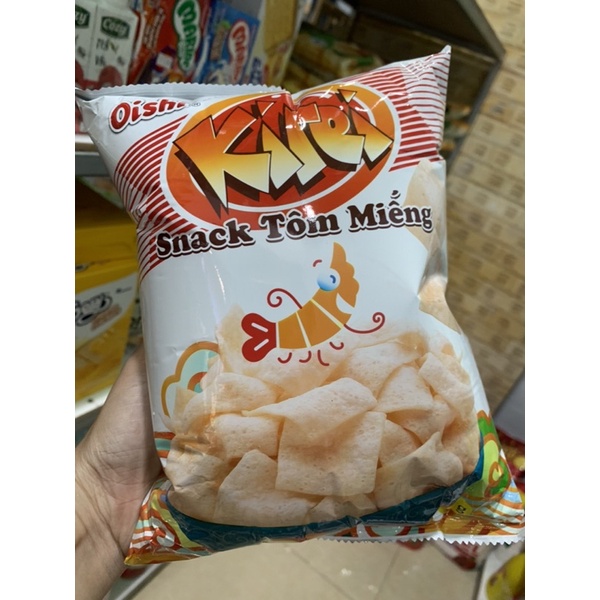 Oishi
Kirei
Snack Tôm Miếng